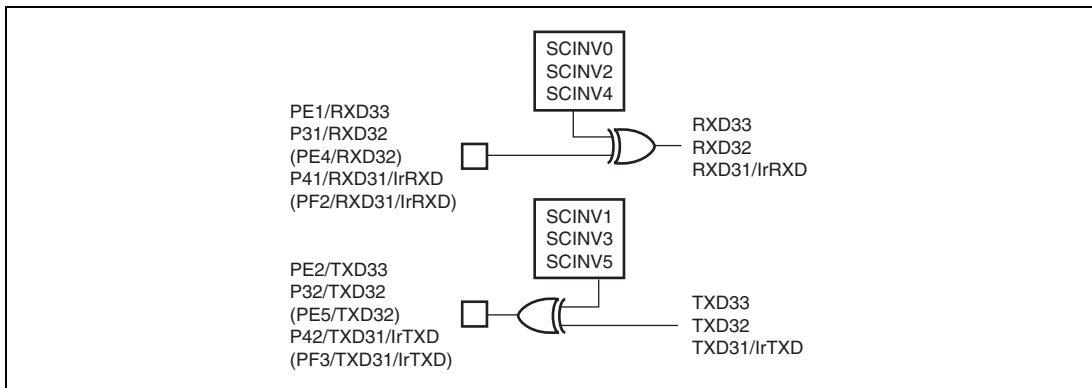 SCINV0
SCINV2
SCINV4
PE1/RXD33
P31/RXD32
(PE4/RXD32)
P41/RXD31/IrRXD
(PF2/RXD31/IrRXD)
RXD33
RXD32
RXD31/IrRXD
SCINV1
SCINV3
SCINV5
PE2/TXD33
P32/TXD32
(PE5/TXD32)
P42/TXD31/IrTXD
(PF3/TXD31/IrTXD)
TXD33
TXD32
TXD31/IrTXD